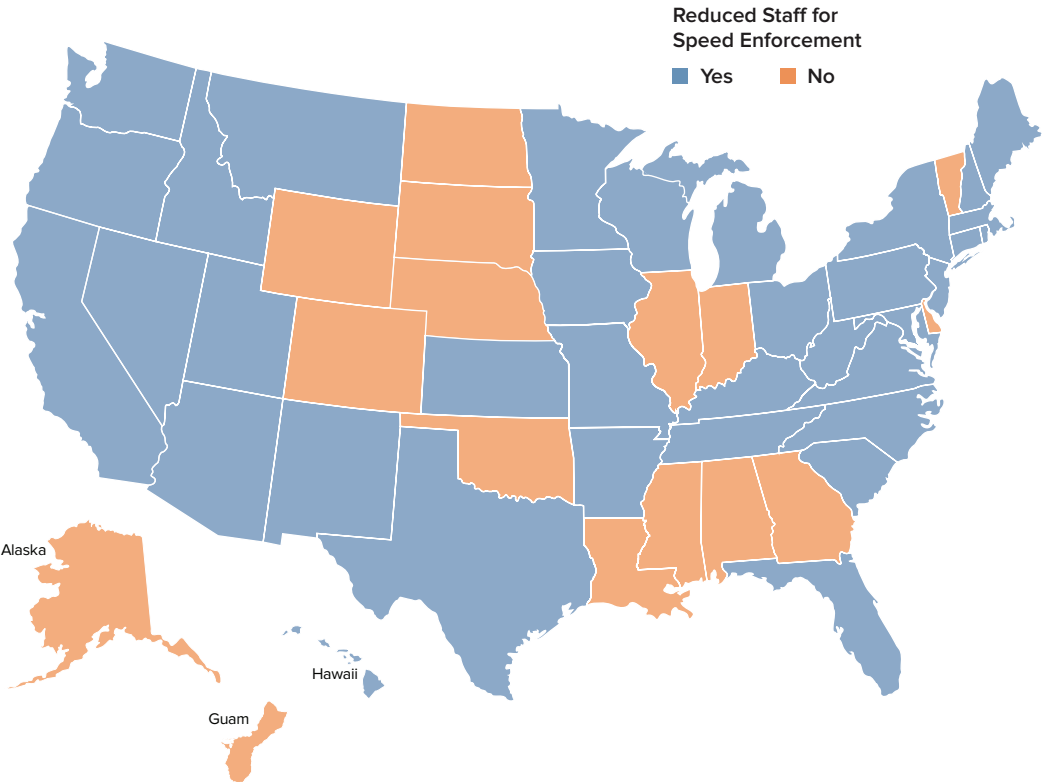 Reduced Staff for
Speed Enforcement
Yes
No
Alaska
Hawaii
Guam